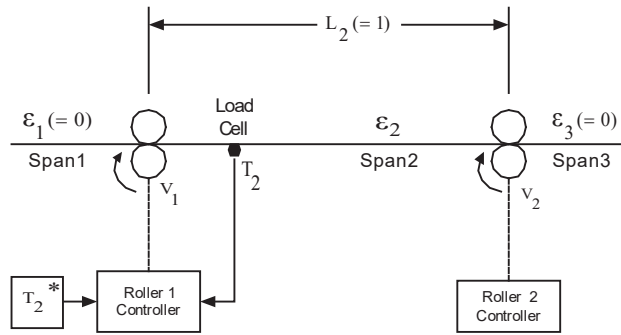 L2 (= 1)
ε1 (= 0)
Load
Cell
ε2
ε3 (= 0)
Span1
T2
Span2
Span3
V1
V2
T2*
Roller 1
Controller
Roller 2
Controller